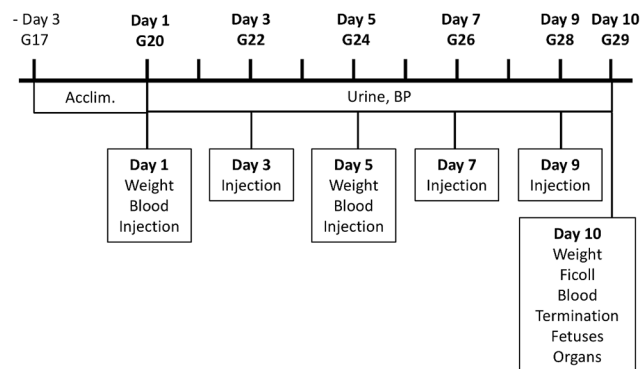 - Day 3 Day 1 Day 3 Day 5 Day 7 Day 9 Day 10
G17 G20 G22 G24 G26 G28 G29
Acclim. Urine, BP
Day 1
Weight
Blood
Injection
Day 3
Injection
Day 5
Weight
Blood
Injection
Day 7
Injection
Day 9
Injection
Day 10
Weight
Ficoll
Blood
Termination
Fetuses
Organs